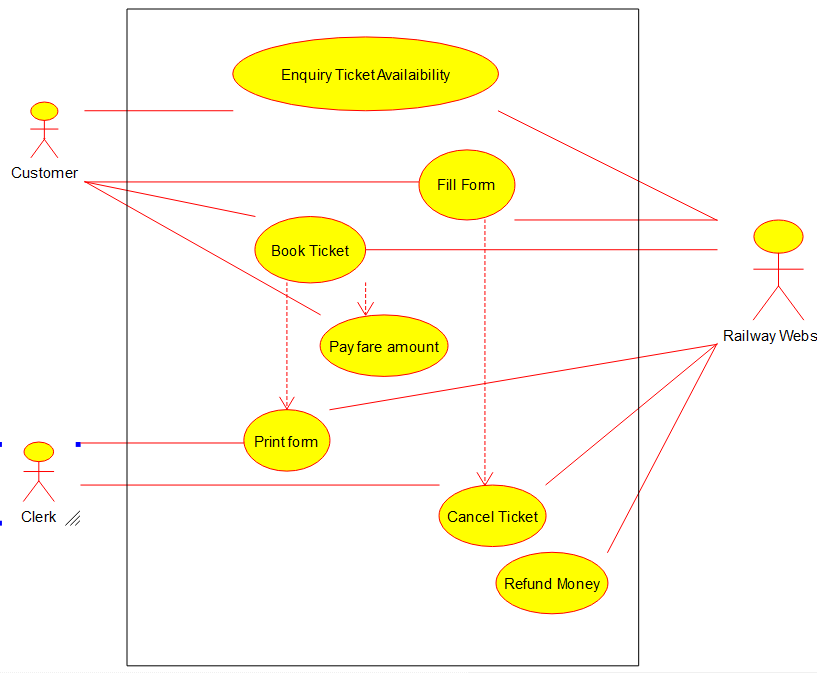 Enquiry Ticket Availaibility
Customer
Fill Form
Book Ticket
Railway Webs
Pay fare amount
Print form
Clerk
Cancel Ticket
Refund Money